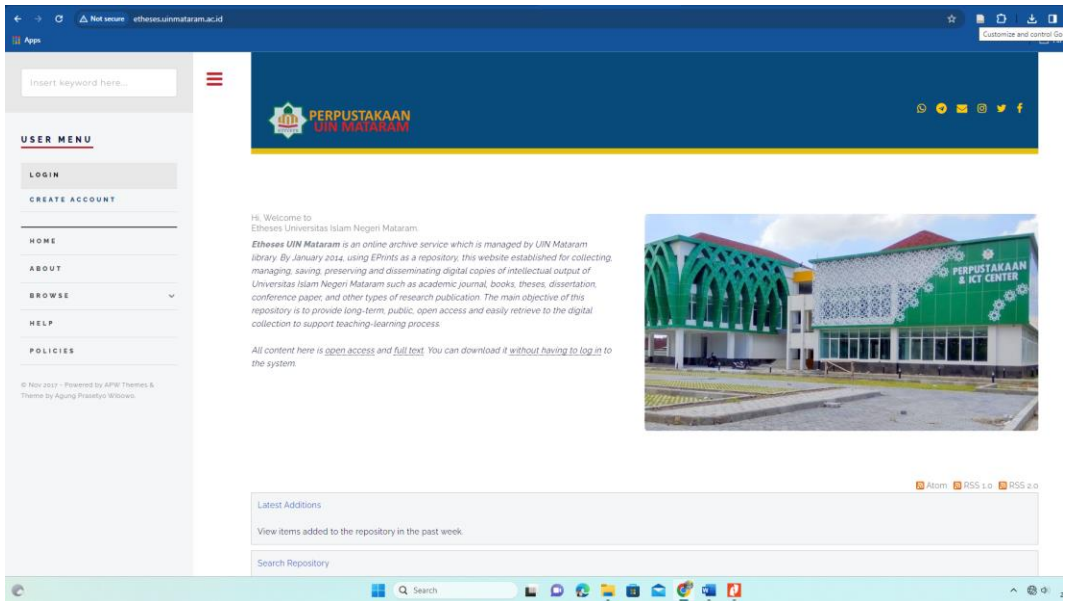 Not secure etheses.uinmataram.ac.id
Customize and control Go
Apps
Insert keyword here...
USER MENU
LOGIN
CREATE ACCOUNT
HOME
ABOUT
BROWSE
HELP
POLICIES
© Nov 2017 - Powered by APW Themes &
Theme by Agung Prasetyo Wibowo.
PERPUSTAKAAN
UIN MATARAM
Hi, Welcome to
Etheses Universitas Islam Negeri Mataram.
Etheses UIN Mataram is an online archive service which is managed by UIN Mataram
library. By January 2014, using EPrints as a repository, this website established for collecting,
managing, saving, preserving and disseminating digital copies of intellectual output of
Universitas Islam Negeri Mataram such as academic journal, books, theses, dissertation,
conference paper, and other types of research publication. The main objective of this
repository is to provide long-term, public, open access and easily retrieve to the digital
collection to support teaching-learning process.
All content here is open access and full text. You can download it without having to log in to
the system.
PERPUSTAKAAN
& ICT CENTER
Atom RSS 1.0 RSS 2.0
Latest Additions
View items added to the repository in the past week.
Search Repository
Search